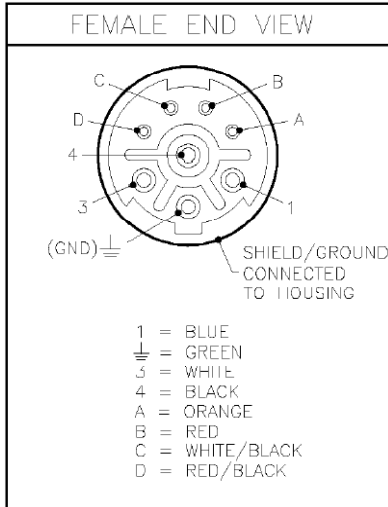 FEMALE END VIEW
C
B
D
A
4
3
1
(GND)⏚
SHIELD/GROUND
CONNECTED
TO HOUSING
1 = BLUE
⏚ = GREEN
3 = WHITE
4 = BLACK
A = ORANGE
B = RED
C = WHITE/BLACK
D = RED/BLACK